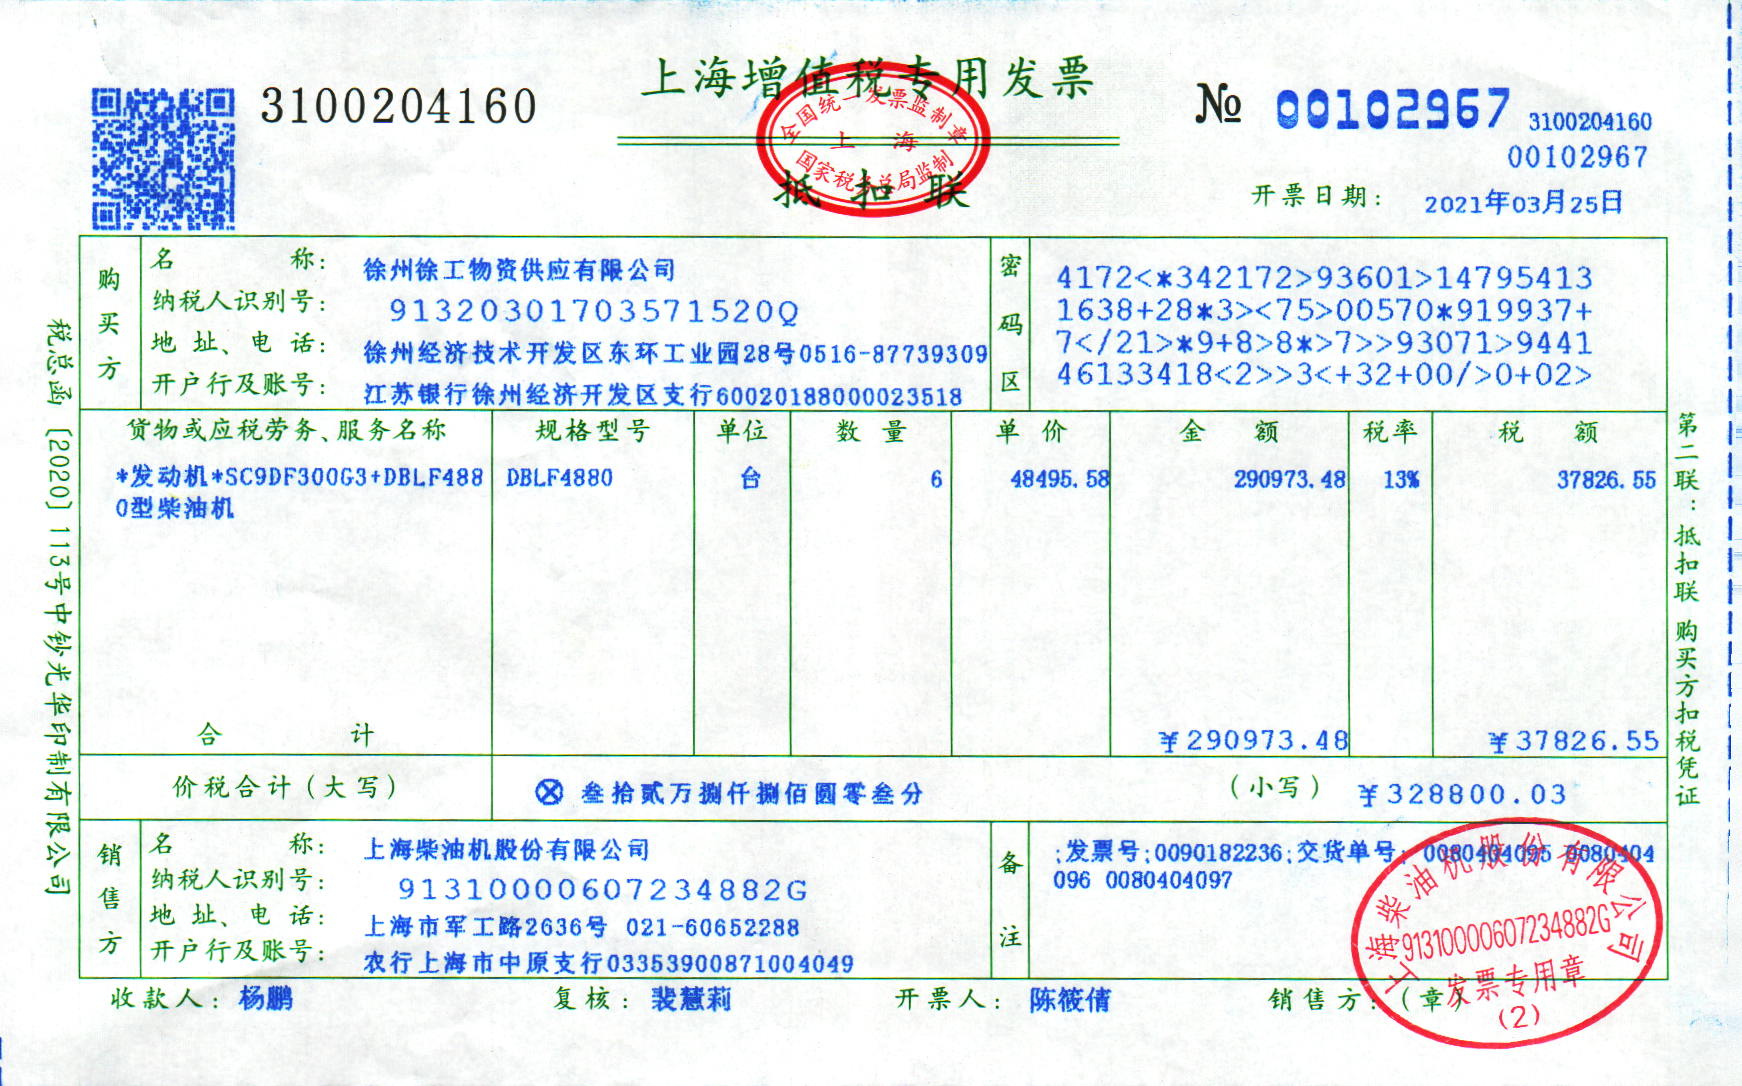 3100204160
上海增值税专用发票
全国统一发票监制章
上 海
国家税务总局监制
抵扣联
№ 00102967
3100204160
00102967
开票日期: 2021年03月25日
税总函〔2020〕113号中钞光华印制有限公司
购买方
名 称: 徐州徐工物资供应有限公司
纳税人识别号: 91320301703571520Q
地 址、电 话: 徐州经济技术开发区东环工业园28号0516-87739309
开户行及账号: 江苏银行徐州经济开发区支行60020188000023518
密码区
4172<*342172>93601>14795413
1638+28*3><75>00570*919937+
7</21>*9+8>8*>7>>93071>9441
46133418<2>>3<+32+00/>0+02>
货物或应税劳务、服务名称 规格型号 单位 数 量 单 价 金 额 税率 税 额
*发动机*SC9DF300G3+DBLF488 DBLF4880 台 6 48495.58 290973.48 13% 37826.55
0型柴油机
合 计 ¥290973.48 ¥37826.55
价税合计(大写) ⊗ 叁拾贰万捌仟捌佰圆零叁分 (小写) ¥328800.03
销售方
名 称: 上海柴油机股份有限公司
纳税人识别号: 91310000607234882G
地 址、电 话: 上海市军工路2636号 021-60652288
开户行及账号: 农行上海市中原支行03353900871004049
备注
;发票号;0090182236;交货单号; 0080404095 0080404
096 0080404097
收款人: 杨鹏 复核: 裴慧莉 开票人: 陈筱倩 销售方:(章)
上海柴油机股份有限公司
91310000607234882G
发票专用章
(2)
第二联:抵扣联 购买方扣税凭证